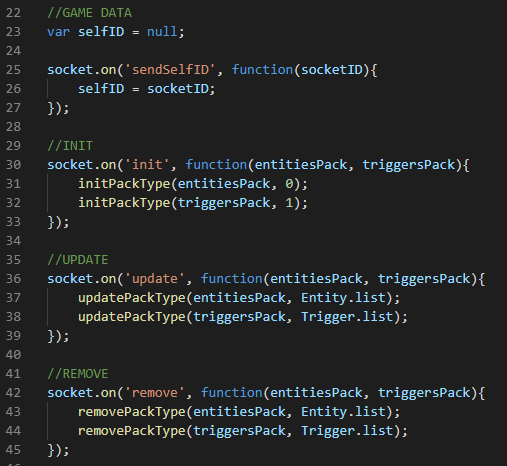 22 //GAME DATA
23 var selfID = null;
24
25 socket.on('sendSelfID', function(socketID){
26     selfID = socketID;
27 });
28
29 //INIT
30 socket.on('init', function(entitiesPack, triggersPack){
31     initPackType(entitiesPack, 0);
32     initPackType(triggersPack, 1);
33 });
34
35 //UPDATE
36 socket.on('update', function(entitiesPack, triggersPack){
37     updatePackType(entitiesPack, Entity.list);
38     updatePackType(triggersPack, Trigger.list);
39 });
40
41 //REMOVE
42 socket.on('remove', function(entitiesPack, triggersPack){
43     removePackType(entitiesPack, Entity.list);
44     removePackType(triggersPack, Trigger.list);
45 });